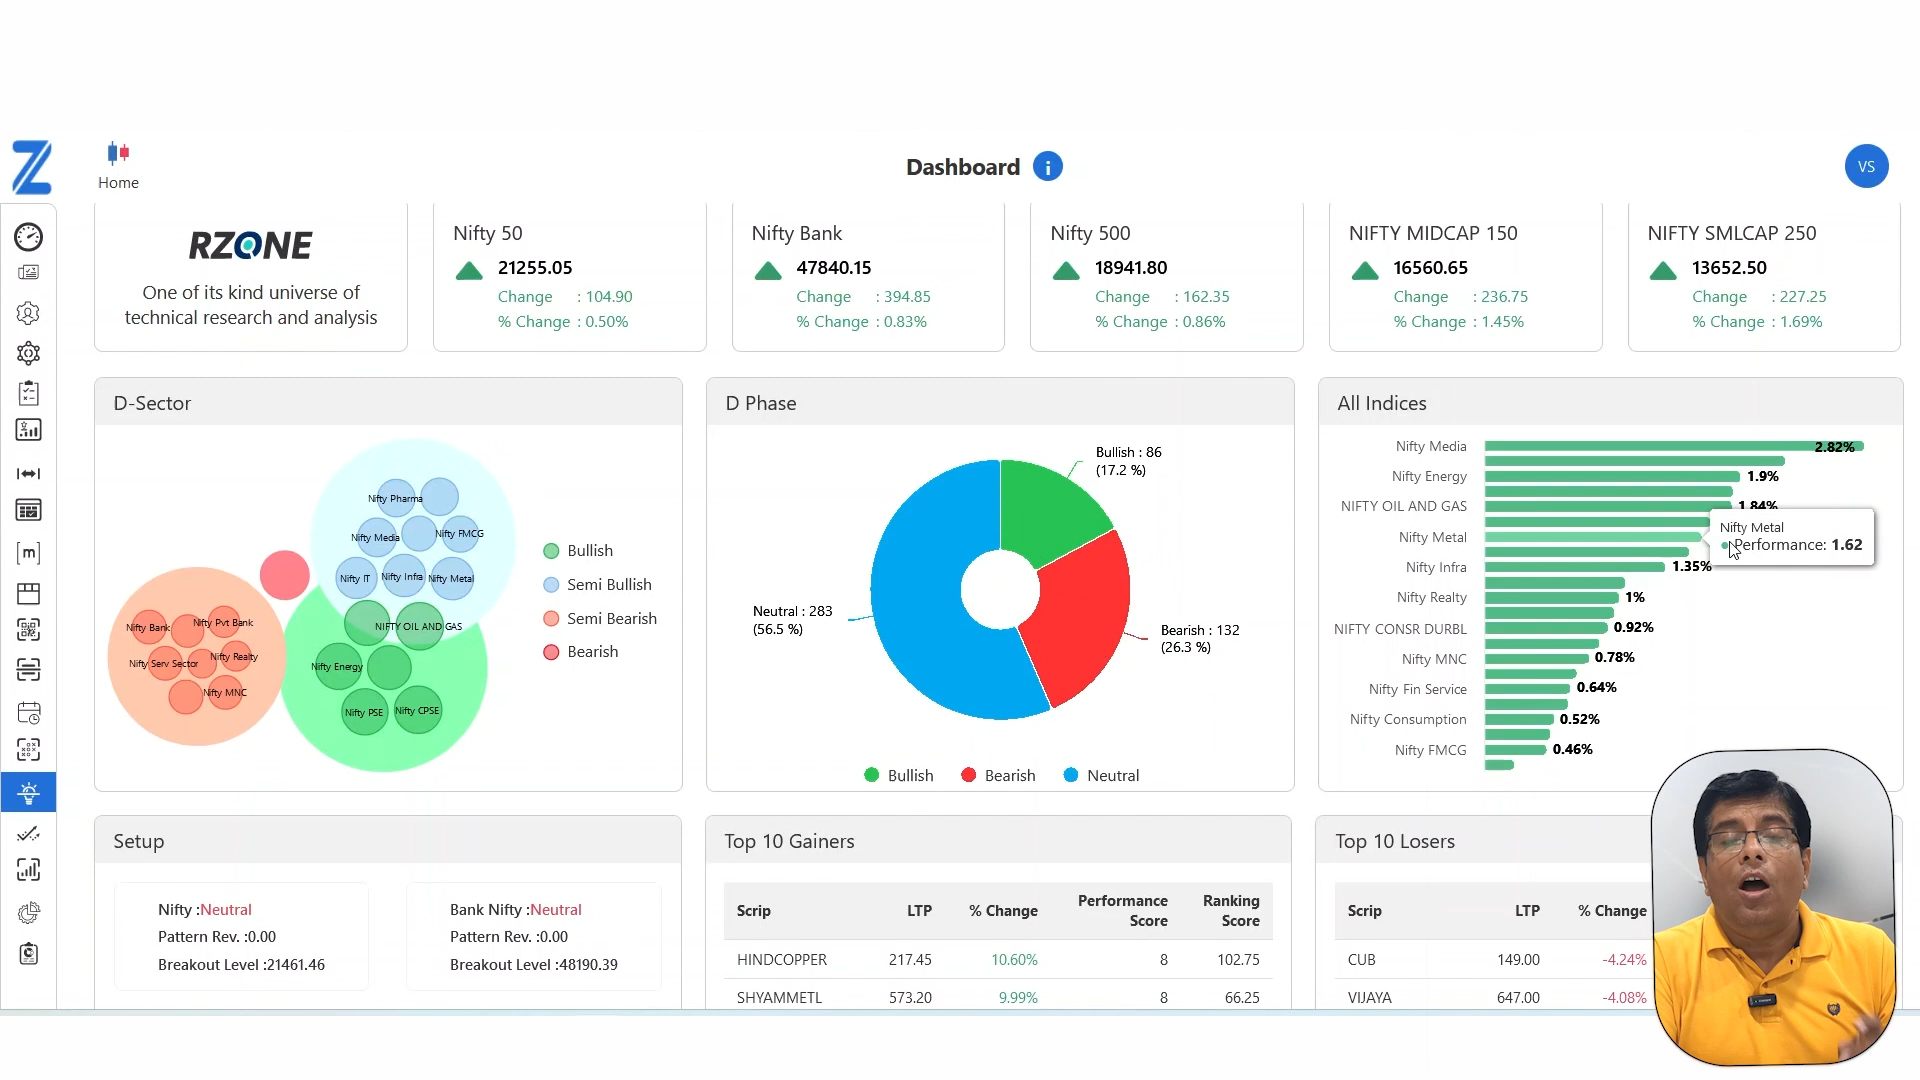 Home
Dashboard
i
VS
RZONE
One of its kind universe of
technical research and analysis
Nifty 50
21255.05
Change : 104.90
% Change : 0.50%
Nifty Bank
47840.15
Change : 394.85
% Change : 0.83%
Nifty 500
18941.80
Change : 162.35
% Change : 0.86%
NIFTY MIDCAP 150
16560.65
Change : 236.75
% Change : 1.45%
NIFTY SMLCAP 250
13652.50
Change : 227.25
% Change : 1.69%
D-Sector
Nifty Pharma
Nifty Media
Nifty FMCG
Nifty IT
Nifty Infra
Nifty Metal
NIFTY OIL AND GAS
Nifty Energy
Nifty PSE
Nifty CPSE
Nifty Bank
Nifty Pvt Bank
Nifty Serv Sector
Nifty Realty
Nifty MNC
Bullish
Semi Bullish
Semi Bearish
Bearish
D Phase
Bullish : 86
(17.2 %)
Neutral : 283
(56.5 %)
Bearish : 132
(26.3 %)
Bullish
Bearish
Neutral
All Indices
Nifty Media 2.82%
Nifty Energy 1.9%
NIFTY OIL AND GAS 1.84%
Nifty Metal
Nifty Metal
Performance: 1.62
Nifty Infra 1.35%
Nifty Realty 1%
NIFTY CONSR DURBL 0.92%
Nifty MNC 0.78%
Nifty Fin Service 0.64%
Nifty Consumption 0.52%
Nifty FMCG 0.46%
Setup
Nifty :Neutral
Pattern Rev. :0.00
Breakout Level :21461.46
Bank Nifty :Neutral
Pattern Rev. :0.00
Breakout Level :48190.39
Top 10 Gainers
Scrip LTP % Change Performance Score Ranking Score
HINDCOPPER 217.45 10.60% 8 102.75
SHYAMMETL 573.20 9.99% 8 66.25
Top 10 Losers
Scrip LTP % Change
CUB 149.00 -4.24%
VIJAYA 647.00 -4.08%